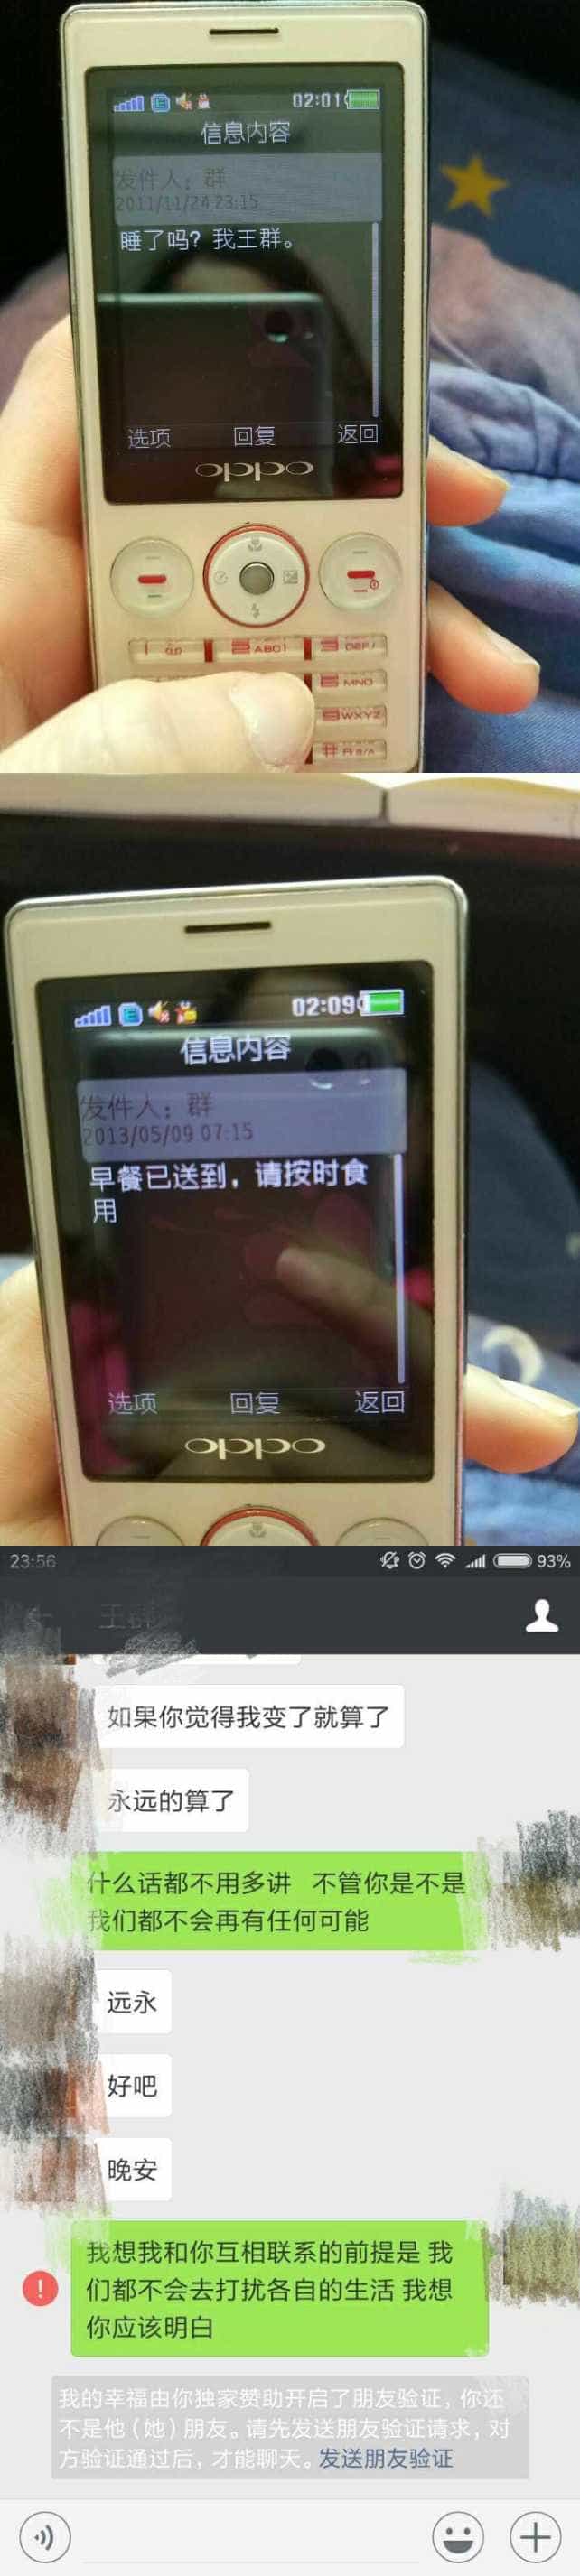 02:01
信息内容
发件人：群
2011/11/24 23:15
睡了吗？我王群。
选项 回复 返回
oppo
1
2 ABC
3 DEF
MNO
9 WXYZ
#
02:09
信息内容
发件人：群
2013/05/09 07:15
早餐已送到，请按时食
用
选项 回复 返回
oppo
23:56 93%
王群
如果你觉得我变了就算了
永远的算了
什么话都不用多讲 不管你是不是
我们都不会再有任何可能
远永
好吧
晚安
我想我和你互相联系的前提是 我
们都不会去打扰各自的生活 我想
你应该明白
我的幸福由你独家赞助开启了朋友验证，你还
不是他（她）朋友。请先发送朋友验证请求，对
方验证通过后，才能聊天。发送朋友验证